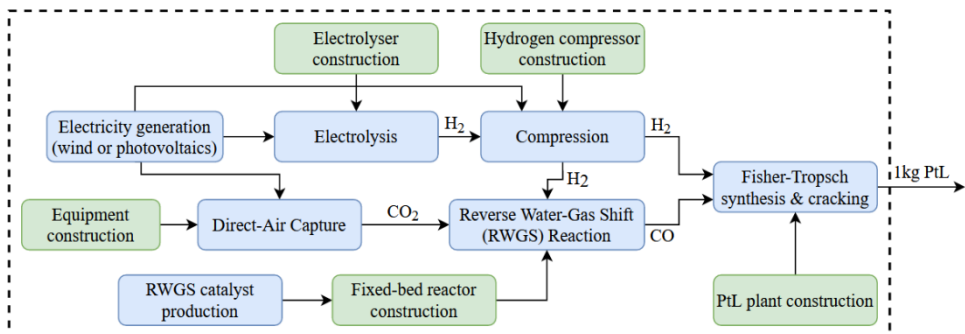 Electrolyser
construction
Hydrogen compressor
construction
Electricity generation
(wind or photovoltaics)
Electrolysis
H2
Compression
H2
H2
Fisher-Tropsch
synthesis & cracking
1kg PtL
Equipment
construction
Direct-Air Capture
CO2
Reverse Water-Gas Shift
(RWGS) Reaction
CO
RWGS catalyst
production
Fixed-bed reactor
construction
PtL plant construction